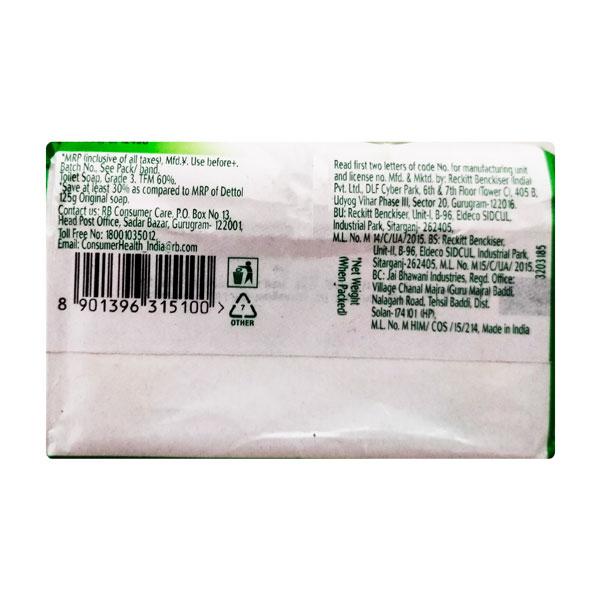 *MRP (inclusive of all taxes), Mfd.¥. Use before+.
Batch No., See Pack/ band.
Toilet Soap, Grade 3. TFM 60%.
*Save at least 30% as compared to MRP of Dettol
125g Original soap.
Contact us: RB Consumer Care, P.O. Box No 13,
Head Post Office, Sadar Bazar, Gurugram- 122001,
Toll Free No: 18001035012,
Email: ConsumerHealth_India@rb.com
8 901396 315100 >
7
OTHER
Read first two letters of code No. for manufacturing unit
and license no. Mfd. & Mktd. by: Reckitt Benckiser (India)
Pvt. Ltd., DLF Cyber Park, 6th & 7th Floor (Tower C), 405 B,
Udyog Vihar Phase III, Sector 20, Gurugram-122016.
BU: Reckitt Benckiser, Unit-I, B-96, Eldeco SIDCUL,
Industrial Park, Sitarganj- 262405,
M.L. No. M 14/C/UA/2015. BS: Reckitt Benckiser,
Unit-II, B-96, Eldeco SIDCUL, Industrial Park,
Sitarganj-262405, M.L. No. M15/C/UA/ 2015.
BC: Jai Bhawani Industries, Regd. Office:
Village Chanal Majra (Guru Majra) Baddi,
Nalagarh Road, Tehsil Baddi, Dist.
Solan-174101 (HP),
M.L. No. M HIM/ COS /15/214, Made in India
*Net Weight
(When Packed)
3203185